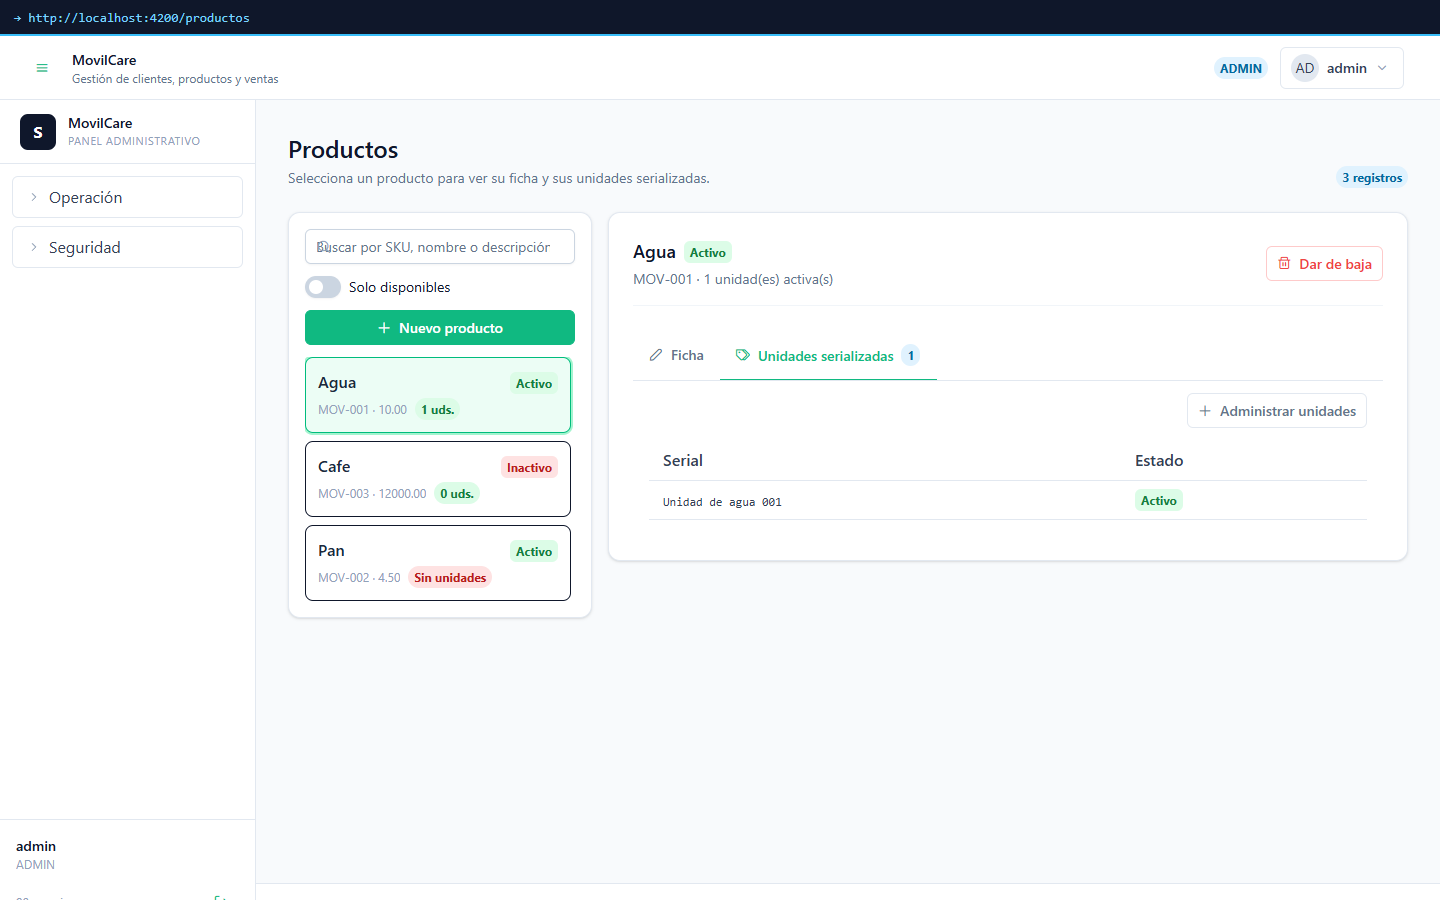 → http://localhost:4200/productos
MovilCare
Gestión de clientes, productos y ventas
ADMIN
AD admin
S
MovilCare
PANEL ADMINISTRATIVO
Operación
Seguridad
Productos
Selecciona un producto para ver su ficha y sus unidades serializadas.
3 registros
Buscar por SKU, nombre o descripción
Solo disponibles
+ Nuevo producto
Agua
Activo
MOV-001 · 10.00 1 uds.
Cafe
Inactivo
MOV-003 · 12000.00 0 uds.
Pan
Activo
MOV-002 · 4.50 Sin unidades
Agua Activo
MOV-001 · 1 unidad(es) activa(s)
Dar de baja
Ficha
Unidades serializadas 1
+ Administrar unidades
Serial Estado
Unidad de agua 001 Activo
admin
ADMIN